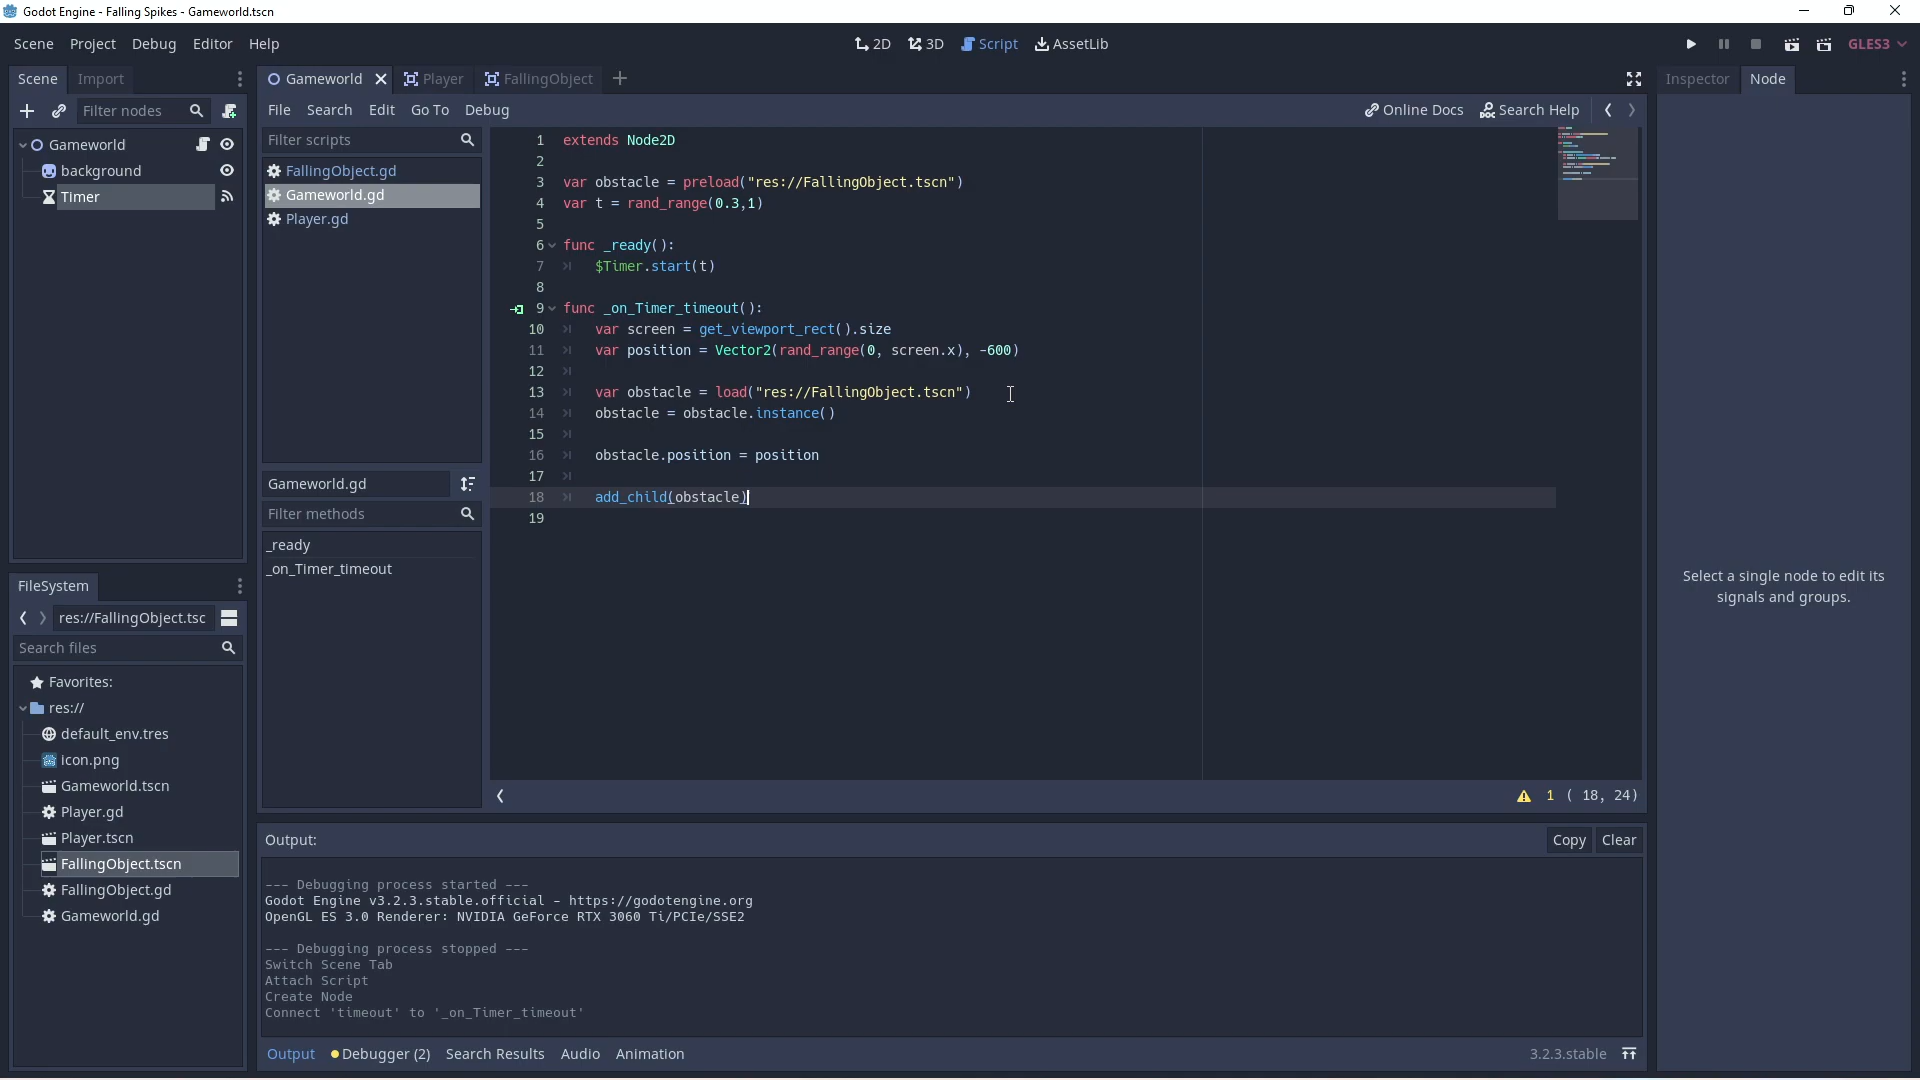 Godot Engine - Falling Spikes - Gameworld.tscn
Scene Project Debug Editor Help
2D 3D Script AssetLib
GLES3
Scene Import
Filter nodes
Gameworld
background
Timer
Gameworld Player FallingObject
File Search Edit Go To Debug
Online Docs Search Help
Filter scripts
FallingObject.gd
Gameworld.gd
Player.gd
Gameworld.gd
Filter methods
_ready
_on_Timer_timeout
1 extends Node2D
2
3 var obstacle = preload("res://FallingObject.tscn")
4 var t = rand_range(0.3,1)
5
6 func _ready():
7 $Timer.start(t)
8
9 func _on_Timer_timeout():
10 var screen = get_viewport_rect().size
11 var position = Vector2(rand_range(0, screen.x), -600)
12
13 var obstacle = load("res://FallingObject.tscn")
14 obstacle = obstacle.instance()
15
16 obstacle.position = position
17
18 add_child(obstacle)
19
1 ( 18, 24)
Inspector Node
Select a single node to edit its
signals and groups.
FileSystem
res://FallingObject.tsc
Search files
Favorites:
res://
default_env.tres
icon.png
Gameworld.tscn
Player.gd
Player.tscn
FallingObject.tscn
FallingObject.gd
Gameworld.gd
Output:
Copy Clear
--- Debugging process started ---
Godot Engine v3.2.3.stable.official - https://godotengine.org
OpenGL ES 3.0 Renderer: NVIDIA GeForce RTX 3060 Ti/PCIe/SSE2
--- Debugging process stopped ---
Switch Scene Tab
Attach Script
Create Node
Connect 'timeout' to '_on_Timer_timeout'
Output Debugger (2) Search Results Audio Animation
3.2.3.stable